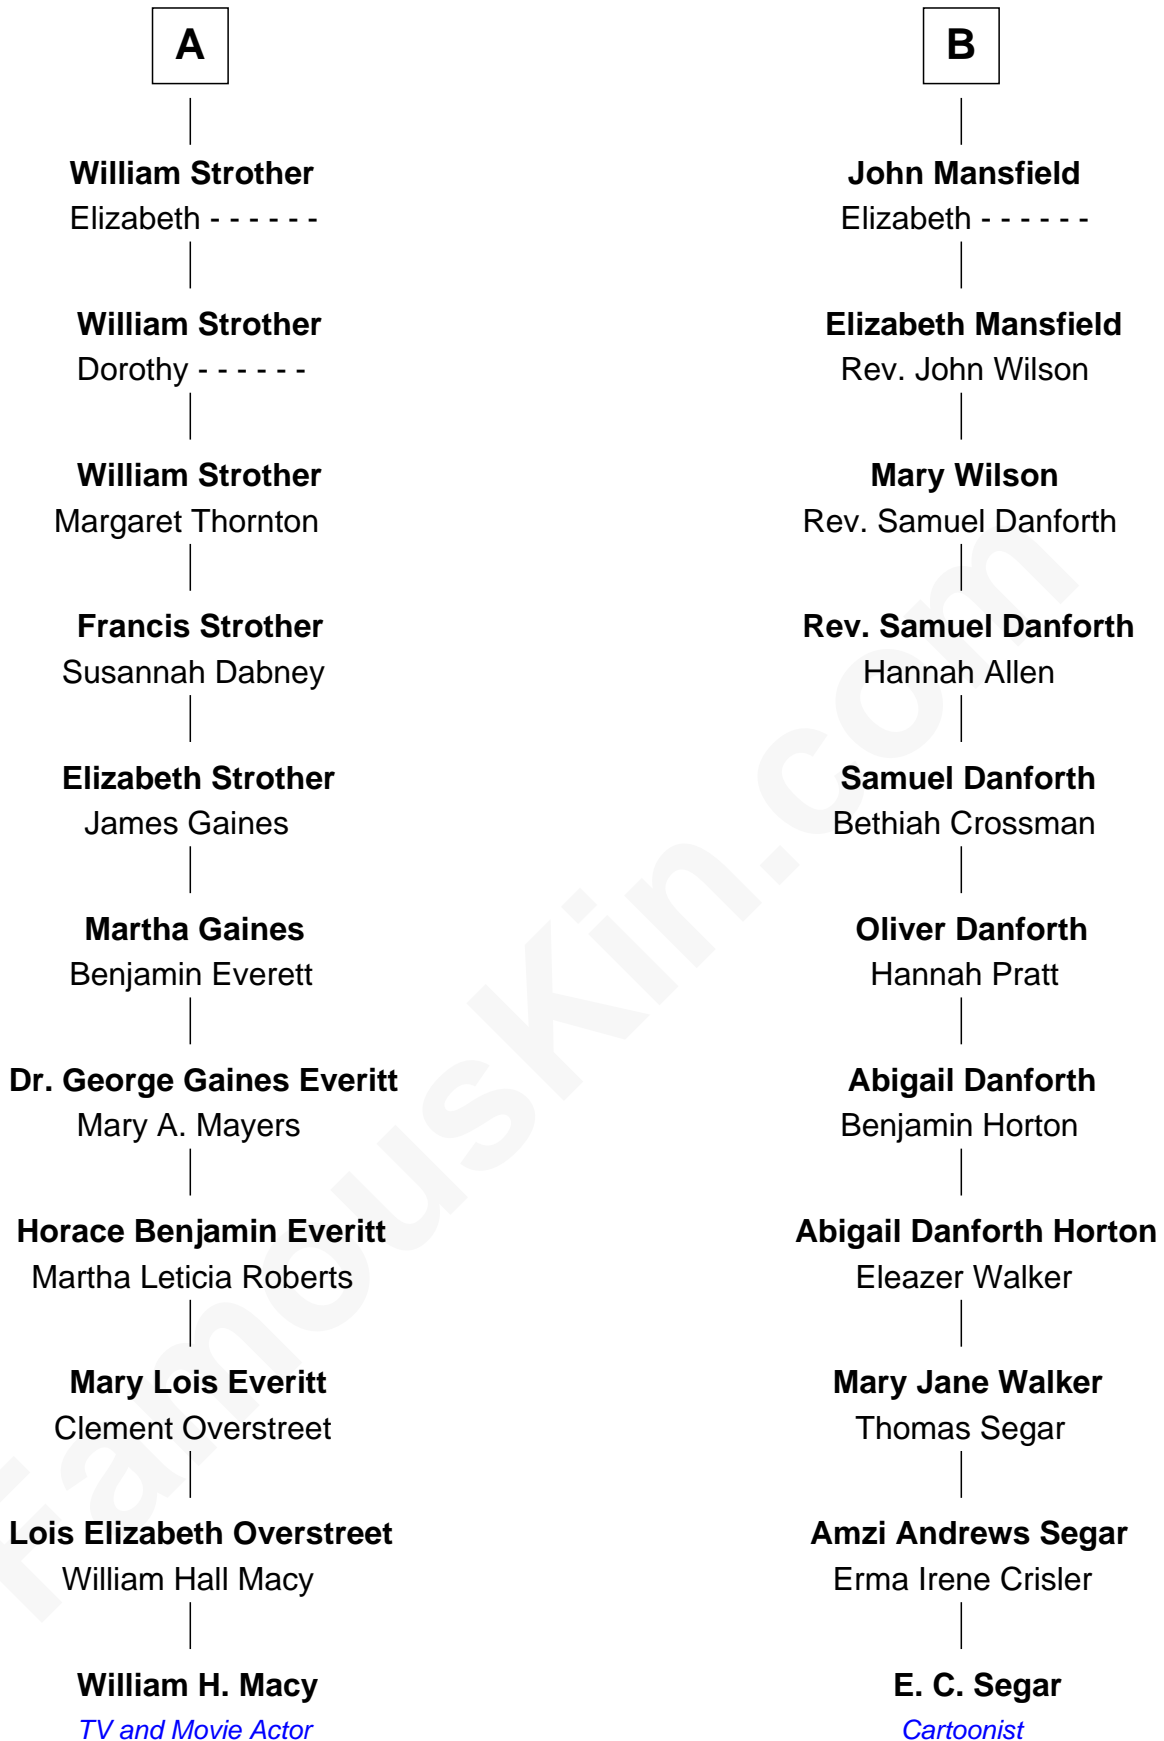 A
William Strother
Elizabeth - - - - - -
William Strother
Dorothy - - - - - -
William Strother
Margaret Thornton
Francis Strother
Susannah Dabney
Elizabeth Strother
James Gaines
Martha Gaines
Benjamin Everett
Dr. George Gaines Everitt
Mary A. Mayers
Horace Benjamin Everitt
Martha Leticia Roberts
Mary Lois Everitt
Clement Overstreet
Lois Elizabeth Overstreet
William Hall Macy
William H. Macy
TV and Movie Actor
B
John Mansfield
Elizabeth - - - - - -
Elizabeth Mansfield
Rev. John Wilson
Mary Wilson
Rev. Samuel Danforth
Rev. Samuel Danforth
Hannah Allen
Samuel Danforth
Bethiah Crossman
Oliver Danforth
Hannah Pratt
Abigail Danforth
Benjamin Horton
Abigail Danforth Horton
Eleazer Walker
Mary Jane Walker
Thomas Segar
Amzi Andrews Segar
Erma Irene Crisler
E. C. Segar
Cartoonist
FamousKin.com